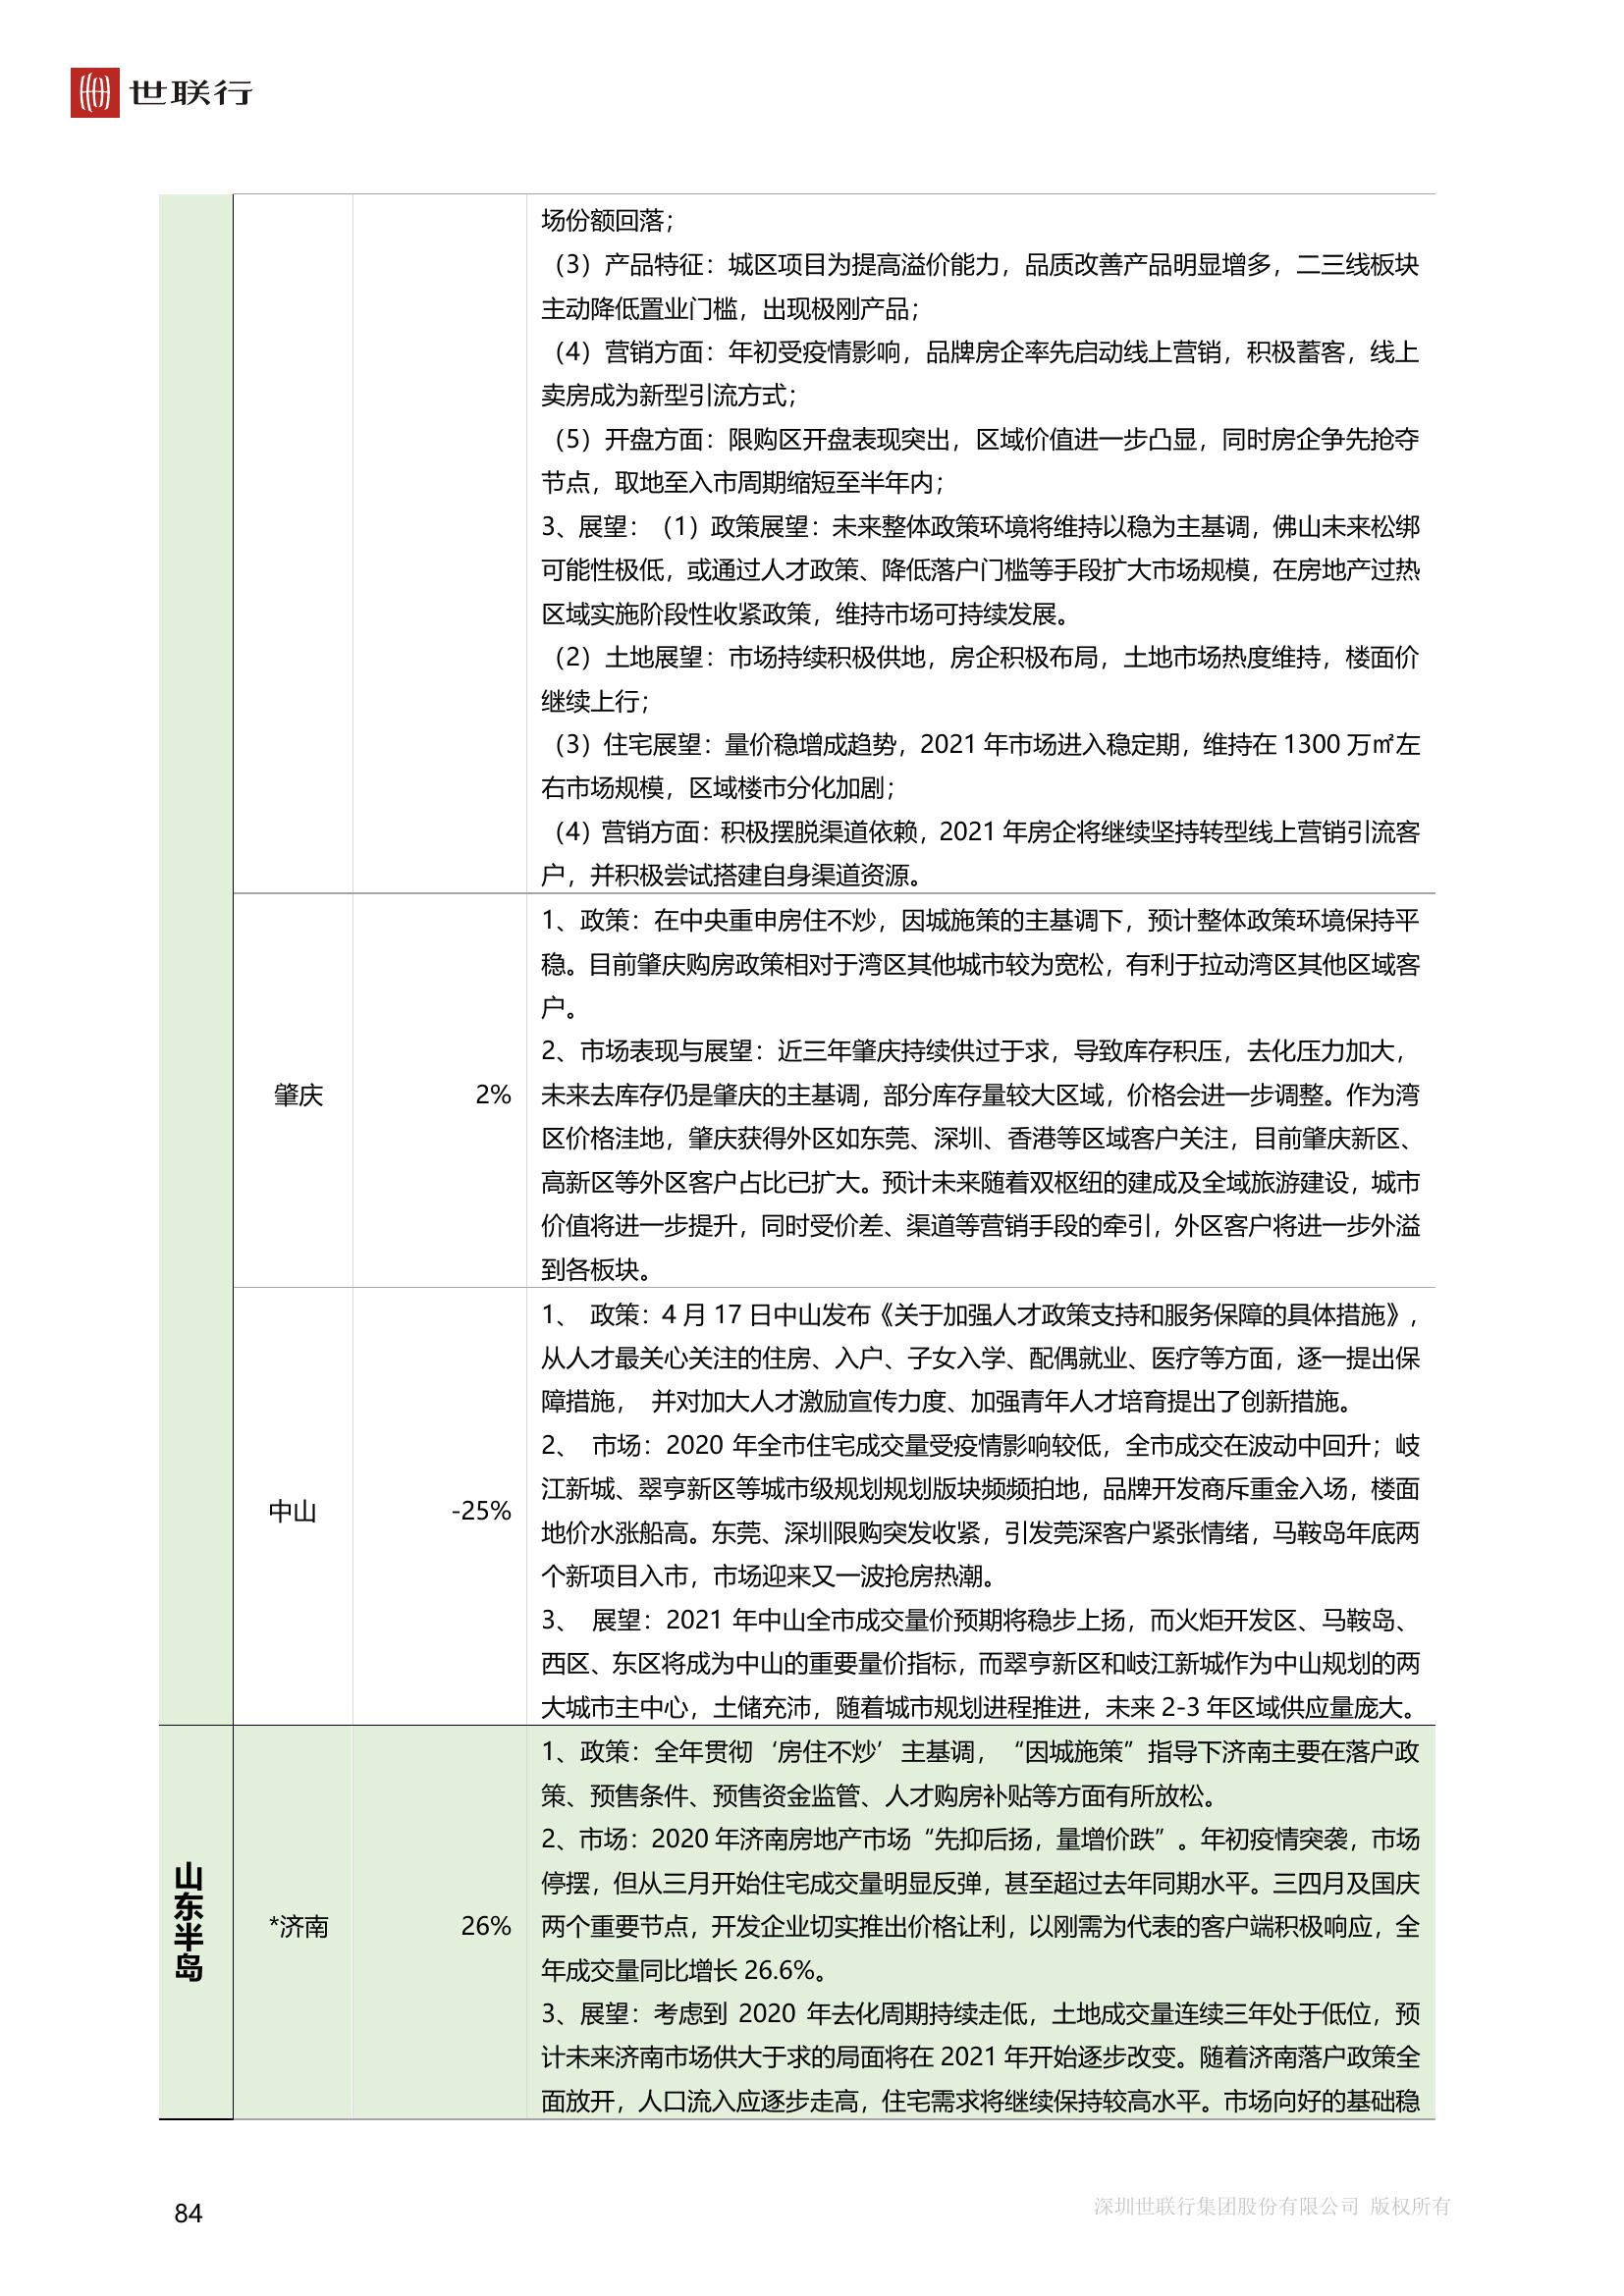 世联行
场份额回落；
（3）产品特征：城区项目为提高溢价能力，品质改善产品明显增多，二三线板块
主动降低置业门槛，出现极刚产品；
（4）营销方面：年初受疫情影响，品牌房企率先启动线上营销，积极蓄客，线上
卖房成为新型引流方式；
（5）开盘方面：限购区开盘表现突出，区域价值进一步凸显，同时房企争先抢夺
节点，取地至入市周期缩短至半年内；
3、展望：（1）政策展望：未来整体政策环境将维持以稳为主基调，佛山未来松绑
可能性极低，或通过人才政策、降低落户门槛等手段扩大市场规模，在房地产过热
区域实施阶段性收紧政策，维持市场可持续发展。
（2）土地展望：市场持续积极供地，房企积极布局，土地市场热度维持，楼面价
继续上行；
（3）住宅展望：量价稳增成趋势，2021 年市场进入稳定期，维持在 1300 万㎡左
右市场规模，区域楼市分化加剧；
（4）营销方面：积极摆脱渠道依赖，2021 年房企将继续坚持转型线上营销引流客
户，并积极尝试搭建自身渠道资源。
肇庆
2%
1、政策：在中央重申房住不炒，因城施策的主基调下，预计整体政策环境保持平
稳。目前肇庆购房政策相对于湾区其他城市较为宽松，有利于拉动湾区其他区域客
户。
2、市场表现与展望：近三年肇庆持续供过于求，导致库存积压，去化压力加大，
未来去库存仍是肇庆的主基调，部分库存量较大区域，价格会进一步调整。作为湾
区价格洼地，肇庆获得外区如东莞、深圳、香港等区域客户关注，目前肇庆新区、
高新区等外区客户占比已扩大。预计未来随着双枢纽的建成及全域旅游建设，城市
价值将进一步提升，同时受价差、渠道等营销手段的牵引，外区客户将进一步外溢
到各板块。
中山
-25%
1、 政策：4 月 17 日中山发布《关于加强人才政策支持和服务保障的具体措施》，
从人才最关心关注的住房、入户、子女入学、配偶就业、医疗等方面，逐一提出保
障措施， 并对加大人才激励宣传力度、加强青年人才培育提出了创新措施。
2、 市场：2020 年全市住宅成交量受疫情影响较低，全市成交在波动中回升；岐
江新城、翠亨新区等城市级规划规划版块频频拍地，品牌开发商斥重金入场，楼面
地价水涨船高。东莞、深圳限购突发收紧，引发莞深客户紧张情绪，马鞍岛年底两
个新项目入市，市场迎来又一波抢房热潮。
3、 展望：2021 年中山全市成交量价预期将稳步上扬，而火炬开发区、马鞍岛、
西区、东区将成为中山的重要量价指标，而翠亨新区和岐江新城作为中山规划的两
大城市主中心，土储充沛，随着城市规划进程推进，未来 2-3 年区域供应量庞大。
山东半岛
*济南
26%
1、政策：全年贯彻‘房住不炒’主基调，“因城施策”指导下济南主要在落户政
策、预售条件、预售资金监管、人才购房补贴等方面有所放松。
2、市场：2020 年济南房地产市场“先抑后扬，量增价跌”。年初疫情突袭，市场
停摆，但从三月开始住宅成交量明显反弹，甚至超过去年同期水平。三四月及国庆
两个重要节点，开发企业切实推出价格让利，以刚需为代表的客户端积极响应，全
年成交量同比增长 26.6%。
3、展望：考虑到 2020 年去化周期持续走低，土地成交量连续三年处于低位，预
计未来济南市场供大于求的局面将在 2021 年开始逐步改变。随着济南落户政策全
面放开，人口流入应逐步走高，住宅需求将继续保持较高水平。市场向好的基础稳
84
深圳世联行集团股份有限公司 版权所有